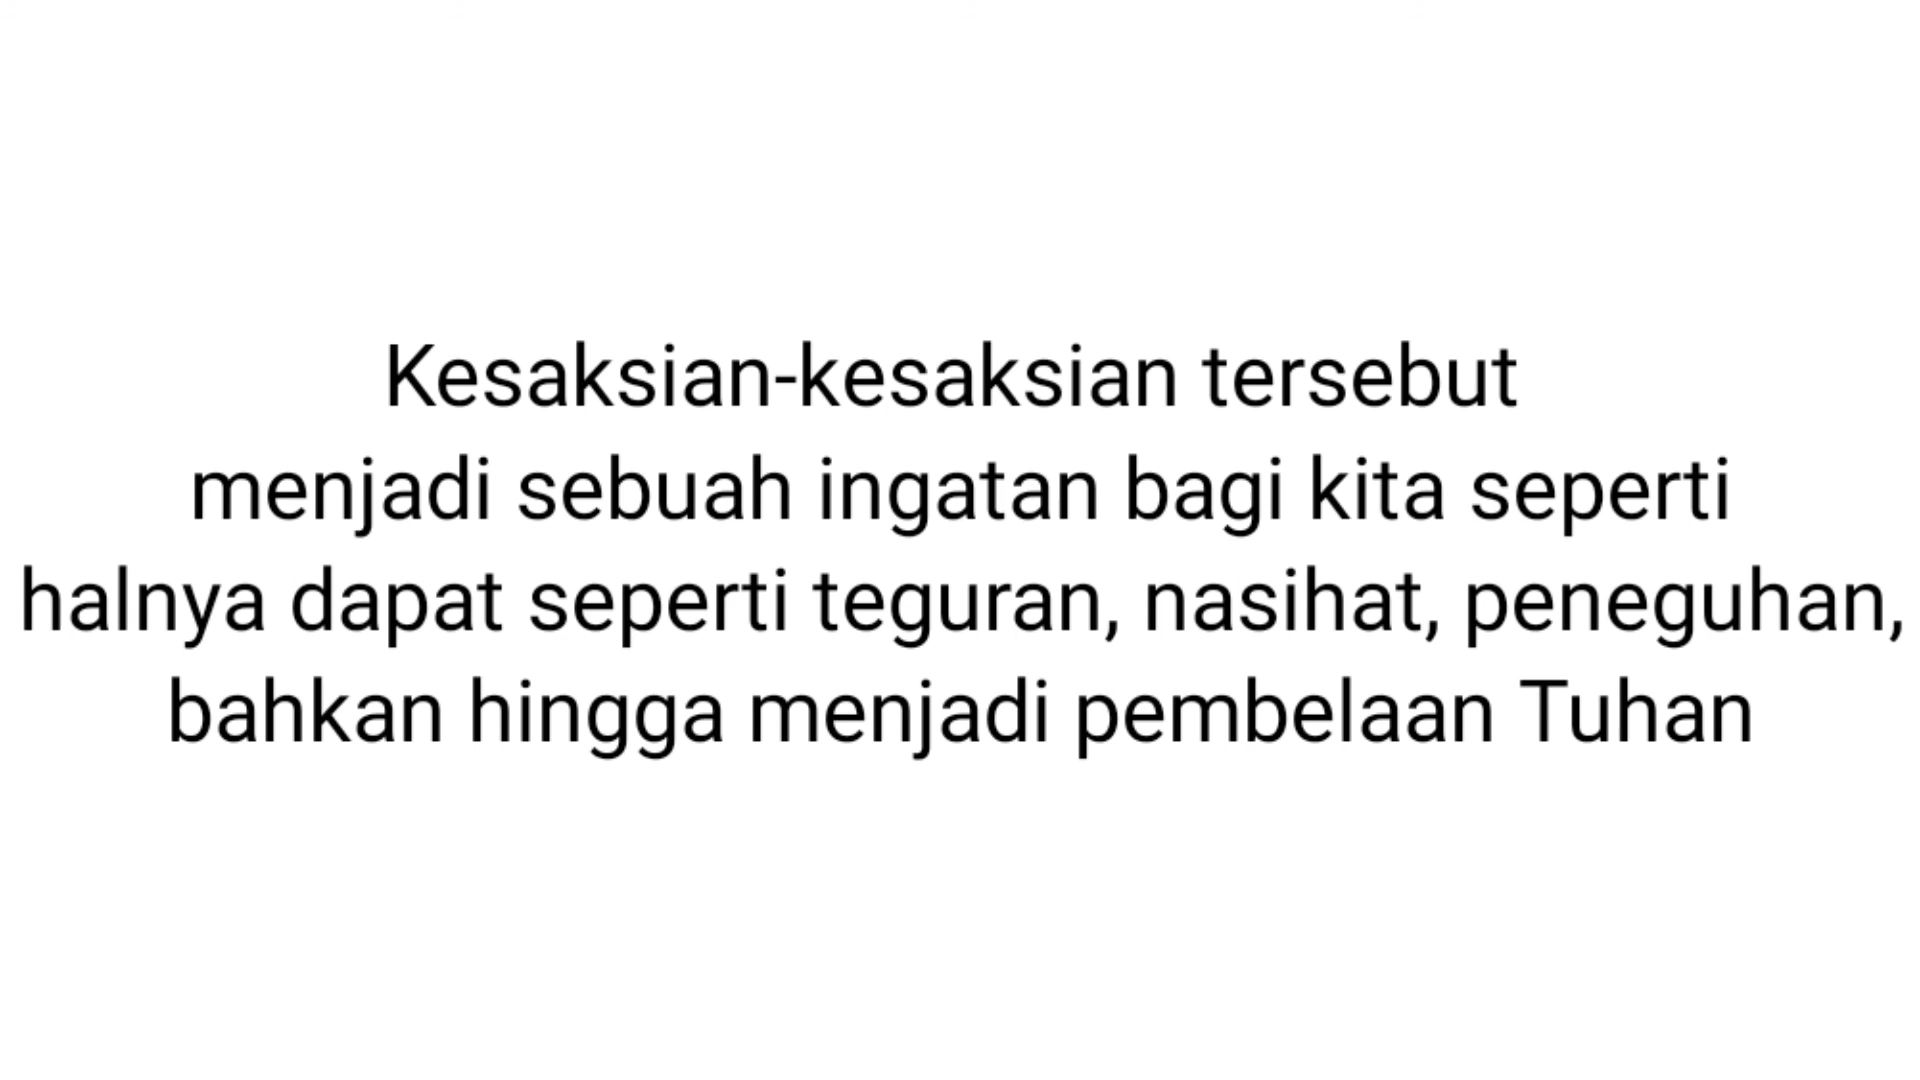 Kesaksian-kesaksian tersebut
menjadi sebuah ingatan bagi kita seperti
halnya dapat seperti teguran, nasihat, peneguhan,
bahkan hingga menjadi pembelaan Tuhan